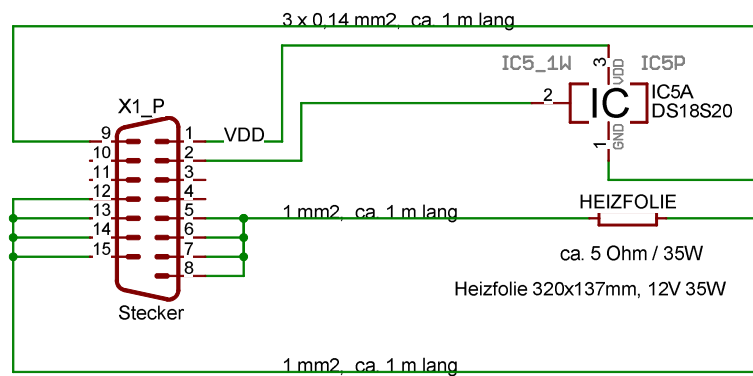 3 x 0,14 mm2, ca. 1 m lang
IC5_1W
IC5P
3
VDD
X1_P
2
IC
IC5A
DS18S20
9
1
VDD
10
2
1
GND
11
3
12
4
HEIZFOLIE
13
5
1 mm2, ca. 1 m lang
14
6
15
7
ca. 5 Ohm / 35W
8
Heizfolie 320x137mm, 12V 35W
Stecker
1 mm2, ca. 1 m lang